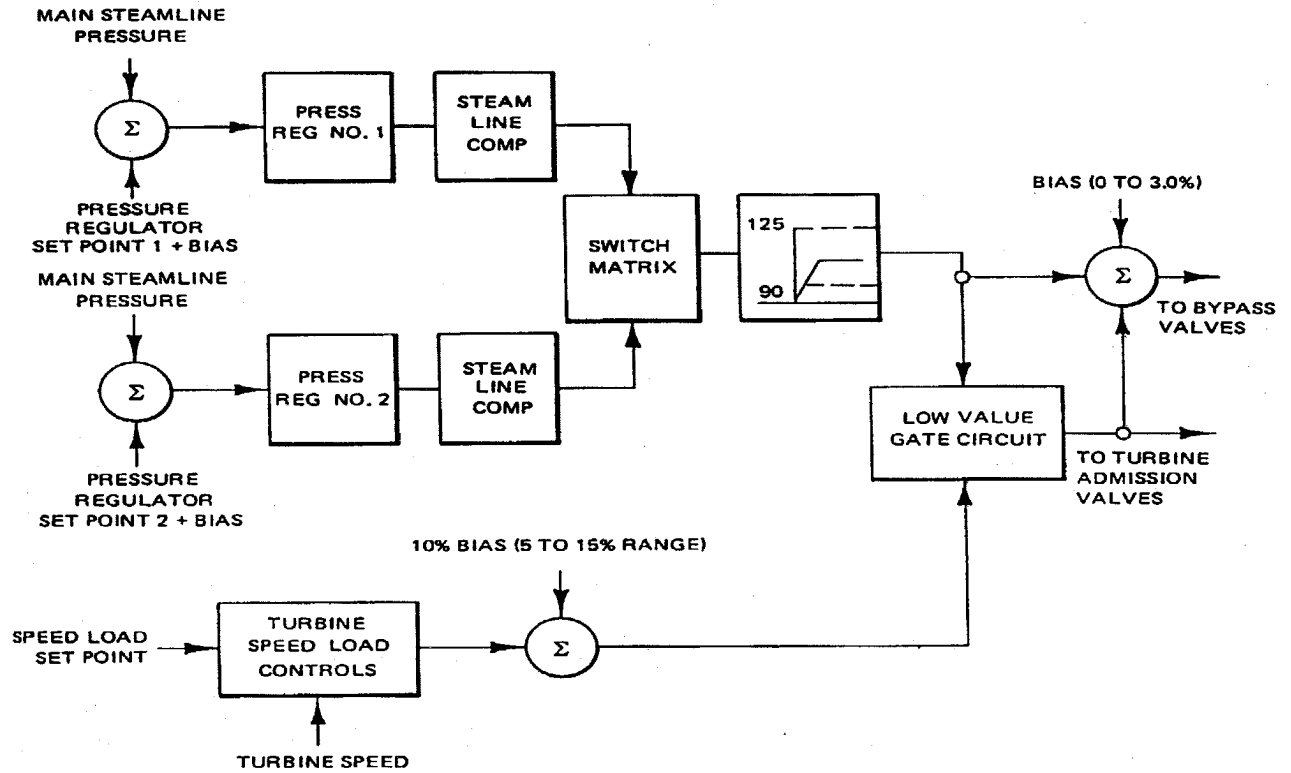 MAIN STEAMLINE
PRESSURE
Σ
PRESS
REG NO. 1
STEAM
LINE
COMP
PRESSURE
REGULATOR
SET POINT 1 + BIAS
MAIN STEAMLINE
PRESSURE
Σ
PRESS
REG NO. 2
STEAM
LINE
COMP
PRESSURE
REGULATOR
SET POINT 2 + BIAS
SWITCH
MATRIX
125
90
BIAS (0 TO 3.0%)
Σ
TO BYPASS
VALVES
LOW VALUE
GATE CIRCUIT
TO TURBINE
ADMISSION
VALVES
10% BIAS (5 TO 15% RANGE)
SPEED LOAD
SET POINT
TURBINE
SPEED LOAD
CONTROLS
Σ
TURBINE SPEED